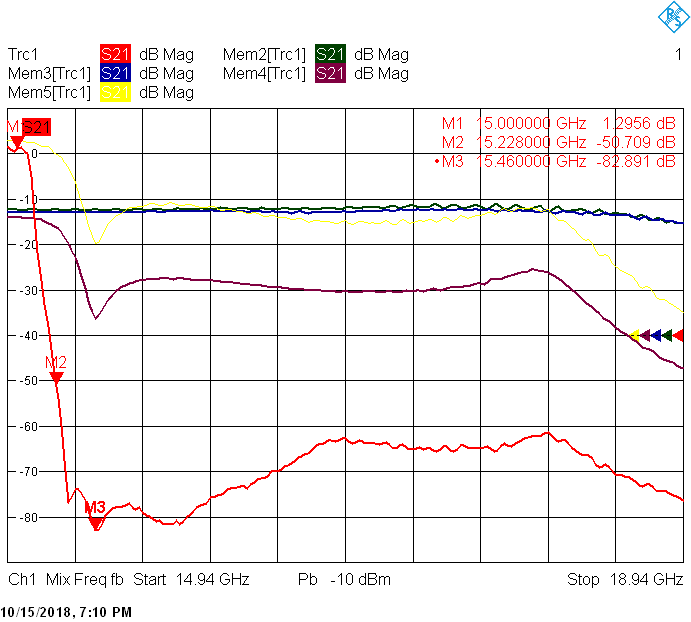 R&S
Trc1 S21 dB Mag Mem2[Trc1] S21 dB Mag 1
Mem3[Trc1] S21 dB Mag Mem4[Trc1] S21 dB Mag
Mem5[Trc1] S21 dB Mag
M1 S21
M1 15.000000 GHz 1.2956 dB
M2 15.228000 GHz -50.709 dB
•M3 15.460000 GHz -82.891 dB
0
-10
-20
-30
-40
M2
-50
-60
-70
M3
-80
Ch1 Mix Freq fb Start 14.94 GHz Pb -10 dBm Stop 18.94 GHz
10/15/2018, 7:10 PM